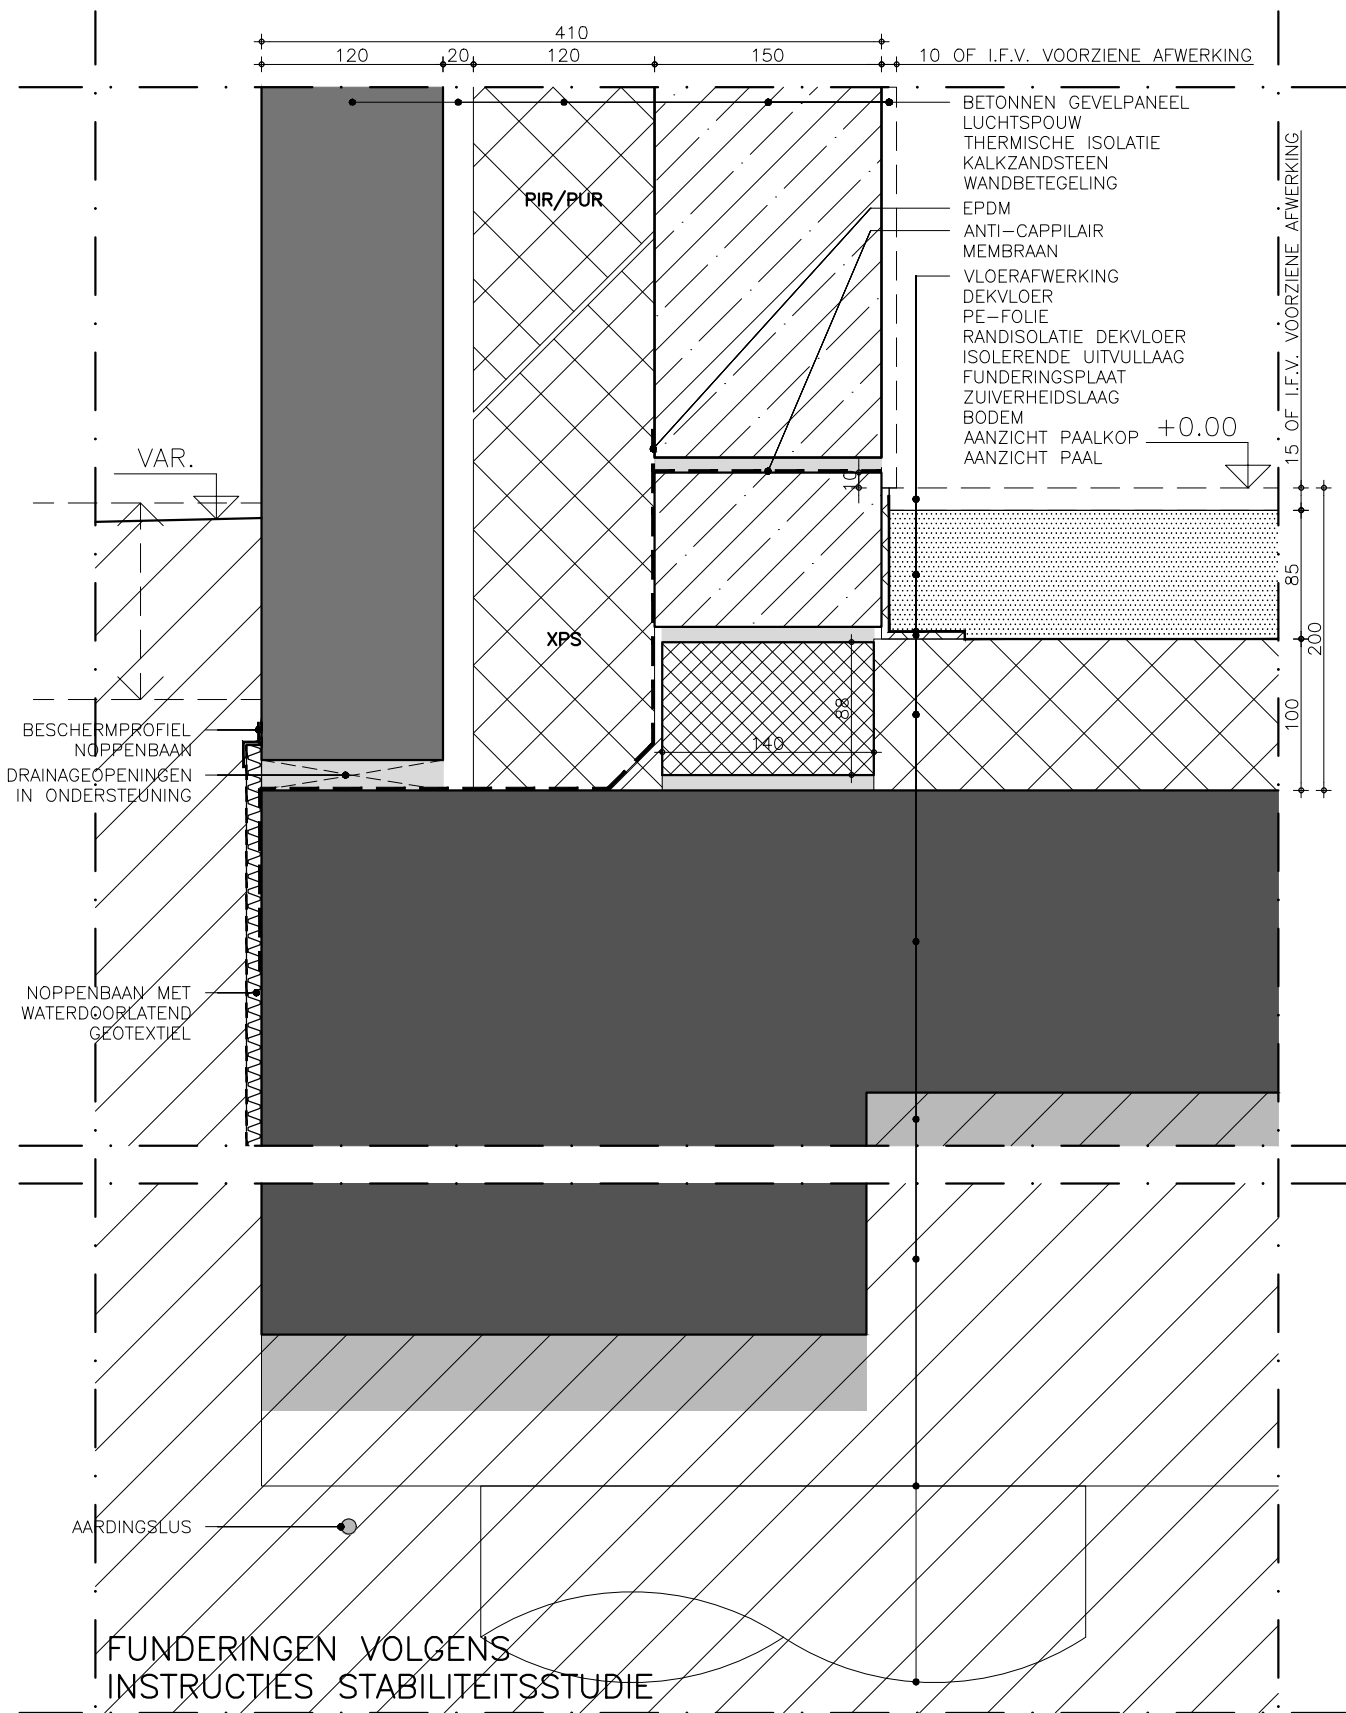 410
120
20
120
150
10 OF I.F.V. VOORZIENE AFWERKING
BETONNEN GEVELPANEEL
LUCHTSPOUW
THERMISCHE ISOLATIE
KALKZANDSTEEN
WANDBETEGELING
EPDM
ANTI-CAPPILAIR
MEMBRAAN
VLOERAFWERKING
DEKVLOER
PE-FOLIE
RANDISOLATIE DEKVLOER
ISOLERENDE UITVULLAAG
FUNDERINGSPLAAT
ZUIVERHEIDSLAAG
BODEM
AANZICHT PAALKOP
AANZICHT PAAL
+0.00
15 OF I.F.V. VOORZIENE AFWERKING
85
200
100
PIR/PUR
VAR.
10
XPS
88
140
BESCHERMPROFIEL
NOPPENBAAN
DRAINAGEOPENINGEN
IN ONDERSTEUNING
NOPPENBAAN MET
WATERDOORLATEND
GEOTEXTIEL
AARDINGSLUS
FUNDERINGEN VOLGENS
INSTRUCTIES STABILITEITSSTUDIE